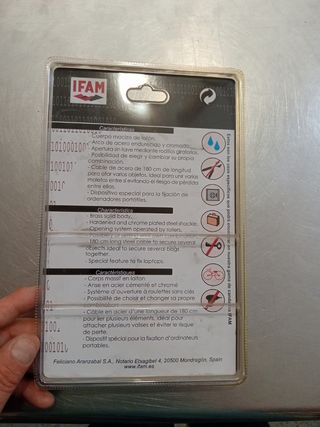 IFAM
Características
- Cuerpo macizo de latón.
- Arco de acero endurecido y cromado.
- Apertura en llave mediante rodillos giratorios.
- Posibilidad de elegir y cambiar su propia
combinación.
- Cable de acero de 180 cm de longitud
para atar varios objetos, ideal para unir varias
maletas entre sí evitando el riesgo de pérdida
entre ellos.
- Dispositivo especial para la fijación de
ordenadores portátiles.
Characteristics
- Brass solid body.
- Hardened and chrome plated steel shackle.
- Opening system operated by rollers.
180 cm long steel cable to secure several
objects ideal to secure several bags
together.
- Special feature to fix laptops.
Caractéristiques
- Corps massif en laiton
- Anse en acier cémenté et chromé
- Système d'ouverture à roulettes sans clés
- Possibilité de choisir et changer sa propre
combinaison
- Câble en acier d'une longueur de 180 cm
pour lier plusieurs éléments, idéal pour
attacher plusieurs valises et éviter le risque
de perte.
- Dispositif spécial pour la fixation d'ordinateurs
portables.
Feliciano Aranzabal S.A., Notario Etxagibel 4, 20500 Mondragón, Spain
www.ifam.es